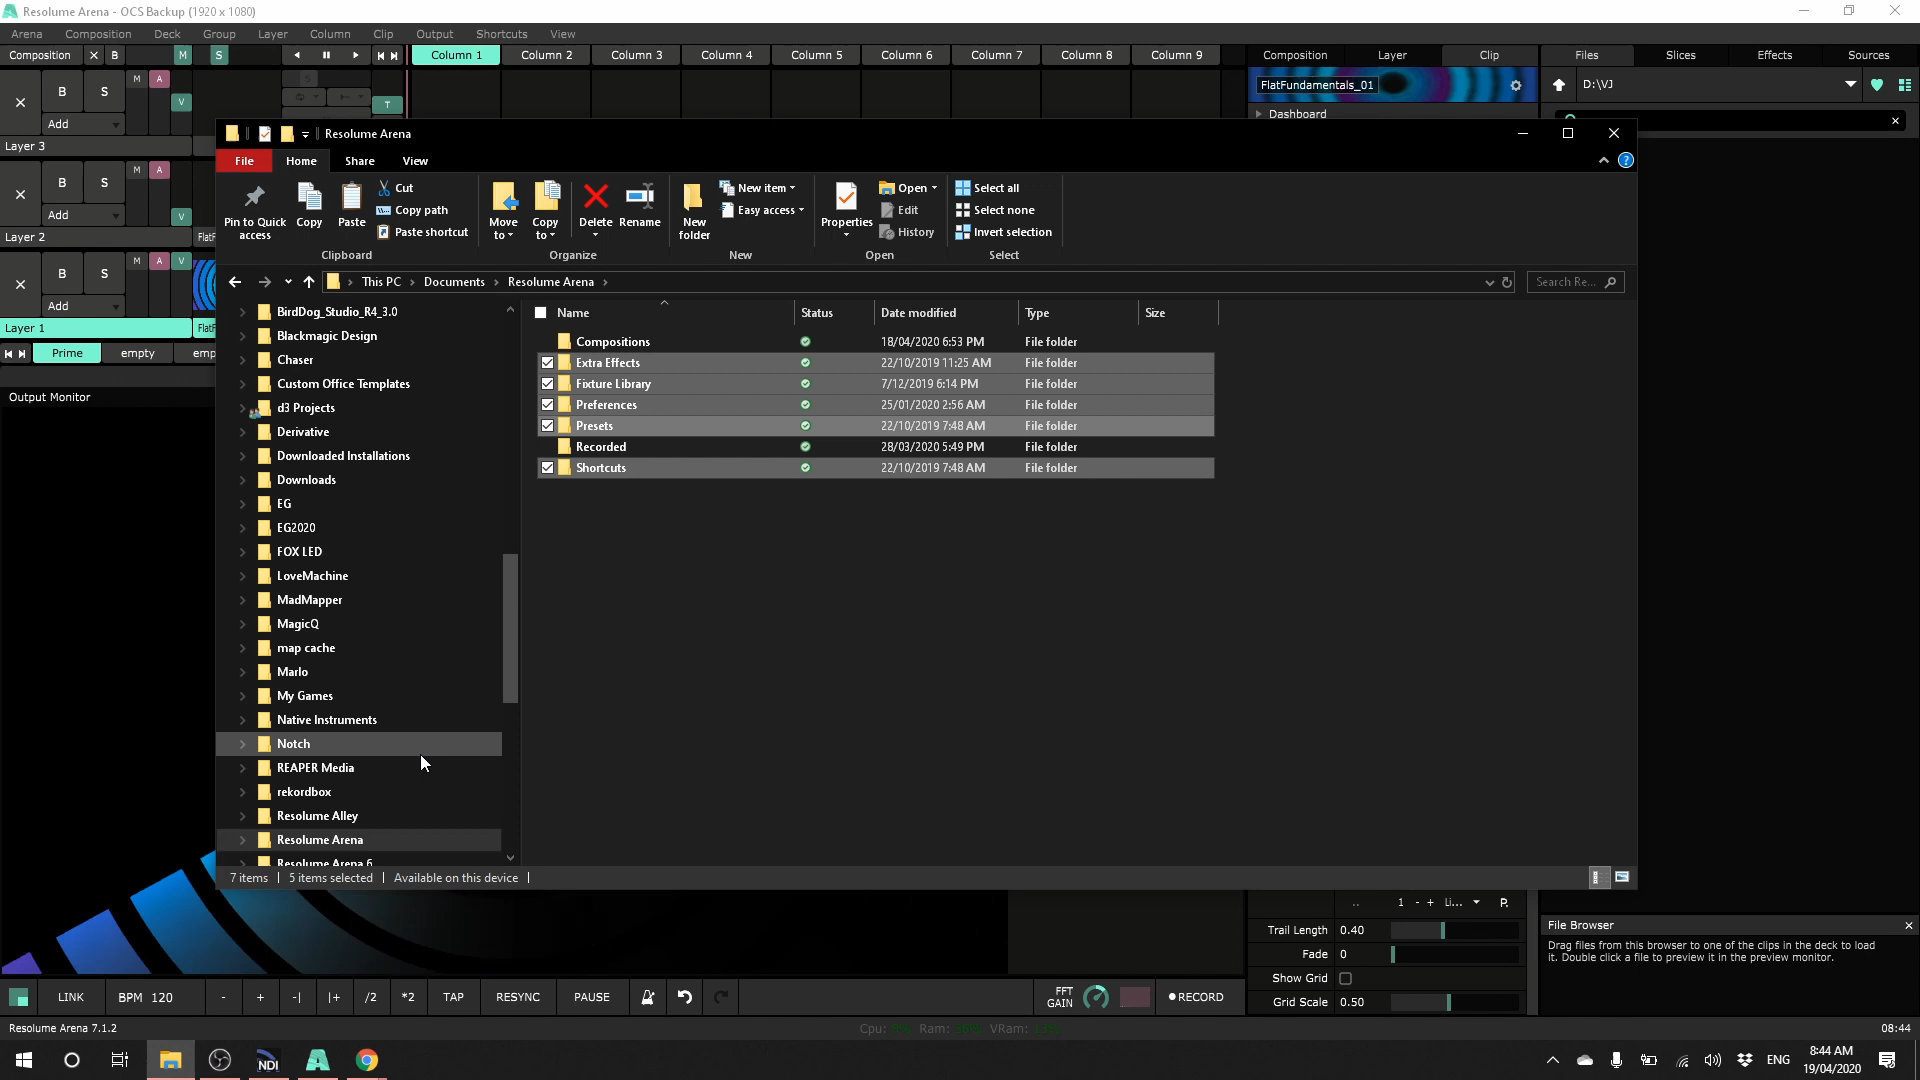 Resolume Arena - OCS Backup (1920 x 1080)
Arena Composition Deck Group Layer Column Clip Output Shortcuts View
Composition B M S Column 1 Column 2 Column 3 Column 4 Column 5 Column 6 Column 7 Column 8 Column 9 Composition Layer Clip Files Slices Effects Sources
B S M A V Add T
Layer 3
FlatFundamentals_01 D:\VJ
Dashboard
Resolume Arena
File Home Share View
Pin to Quick access Copy Paste Cut Copy path Paste shortcut
Move to Copy to Delete Rename New folder New item Easy access
Properties Open Edit History Select all Select none Invert selection
Clipboard Organize New Open Select
This PC Documents Resolume Arena Search Re...
B S M A V Add
Layer 2
B S M A V Add
Layer 1
Prime empty
Output Monitor
BirdDog_Studio_R4_3.0
Blackmagic Design
Chaser
Custom Office Templates
d3 Projects
Derivative
Downloaded Installations
Downloads
EG
EG2020
FOX LED
LoveMachine
MadMapper
MagicQ
map cache
Marlo
My Games
Native Instruments
Notch
REAPER Media
rekordbox
Resolume Alley
Resolume Arena
Resolume Arena 6
Name Status Date modified Type Size
Compositions 18/04/2020 6:53 PM File folder
Extra Effects 22/10/2019 11:25 AM File folder
Fixture Library 7/12/2019 6:14 PM File folder
Preferences 25/01/2020 2:56 AM File folder
Presets 22/10/2019 7:48 AM File folder
Recorded 28/03/2020 5:49 PM File folder
Shortcuts 22/10/2019 7:48 AM File folder
7 items 5 items selected Available on this device
1 - + Li... P.
Trail Length 0.40
Fade 0
Show Grid
Grid Scale 0.50
File Browser
Drag files from this browser to one of the clips in the deck to load
it. Double click a file to preview it in the preview monitor.
LINK BPM 120 - + -| |+ /2 *2 TAP RESYNC PAUSE FFT GAIN RECORD
Resolume Arena 7.1.2 Cpu: Ram: VRam: 08:44
NDI ENG 8:44 AM
19/04/2020